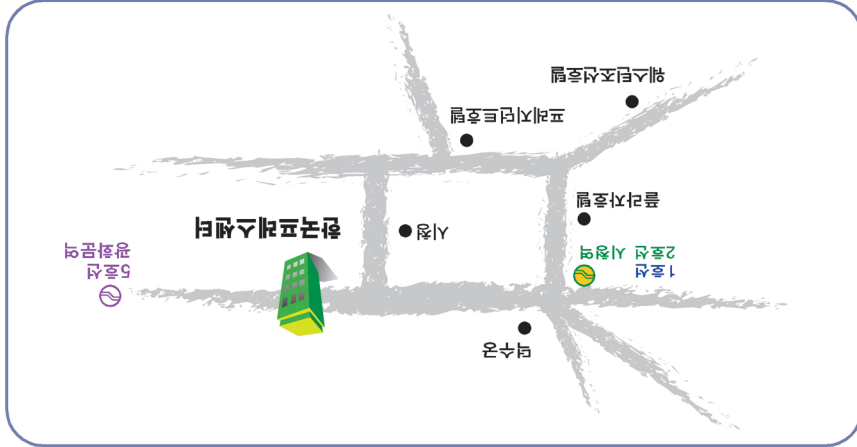 덕수궁
5호선
광화문역
1호선
2호선 시청역
한국프레스센터
시청
플라자호텔
프레지던트호텔
웨스틴조선호텔